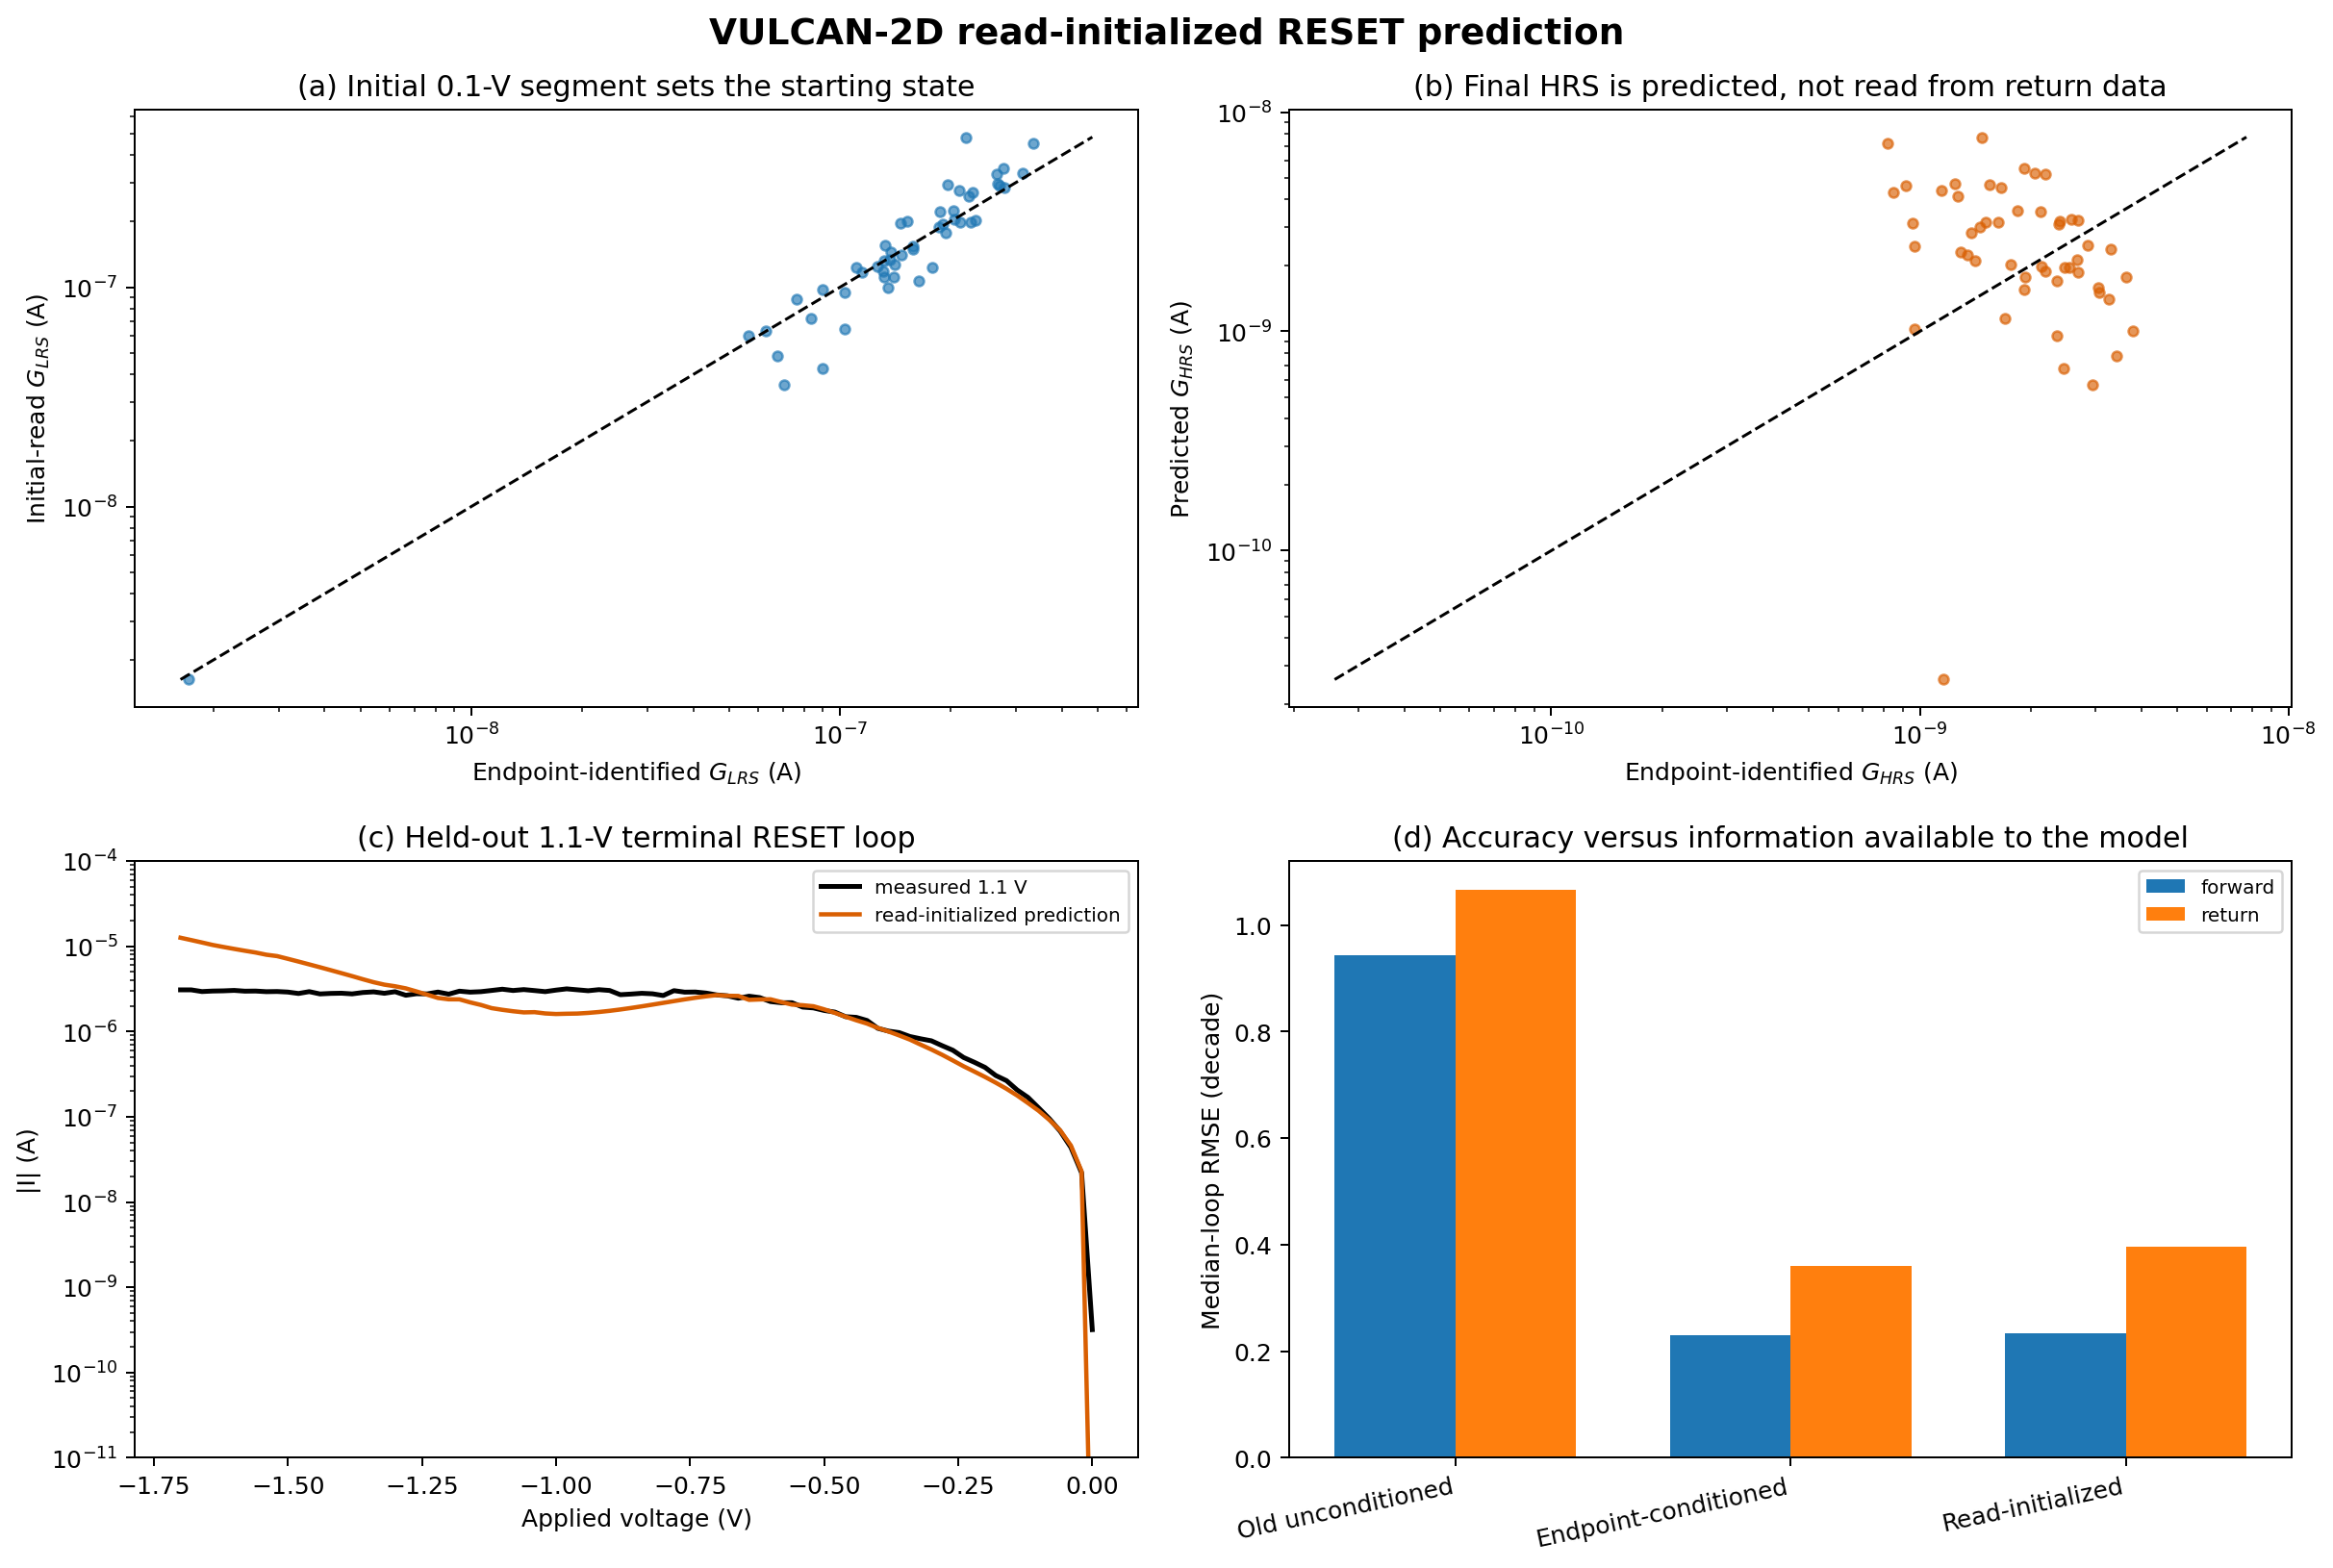 VULCAN-2D read-initialized RESET prediction
(a) Initial 0.1-V segment sets the starting state
Initial-read G_LRS (A)
10⁻⁷
10⁻⁸
10⁻⁸
10⁻⁷
Endpoint-identified G_LRS (A)
(b) Final HRS is predicted, not read from return data
Predicted G_HRS (A)
10⁻⁸
10⁻⁹
10⁻¹⁰
10⁻¹⁰
10⁻⁹
10⁻⁸
Endpoint-identified G_HRS (A)
(c) Held-out 1.1-V terminal RESET loop
measured 1.1 V
read-initialized prediction
|I| (A)
10⁻⁴
10⁻⁵
10⁻⁶
10⁻⁷
10⁻⁸
10⁻⁹
10⁻¹⁰
10⁻¹¹
−1.75
−1.50
−1.25
−1.00
−0.75
−0.50
−0.25
0.00
Applied voltage (V)
(d) Accuracy versus information available to the model
forward
return
Median-loop RMSE (decade)
1.0
0.8
0.6
0.4
0.2
0.0
Old unconditioned
Endpoint-conditioned
Read-initialized